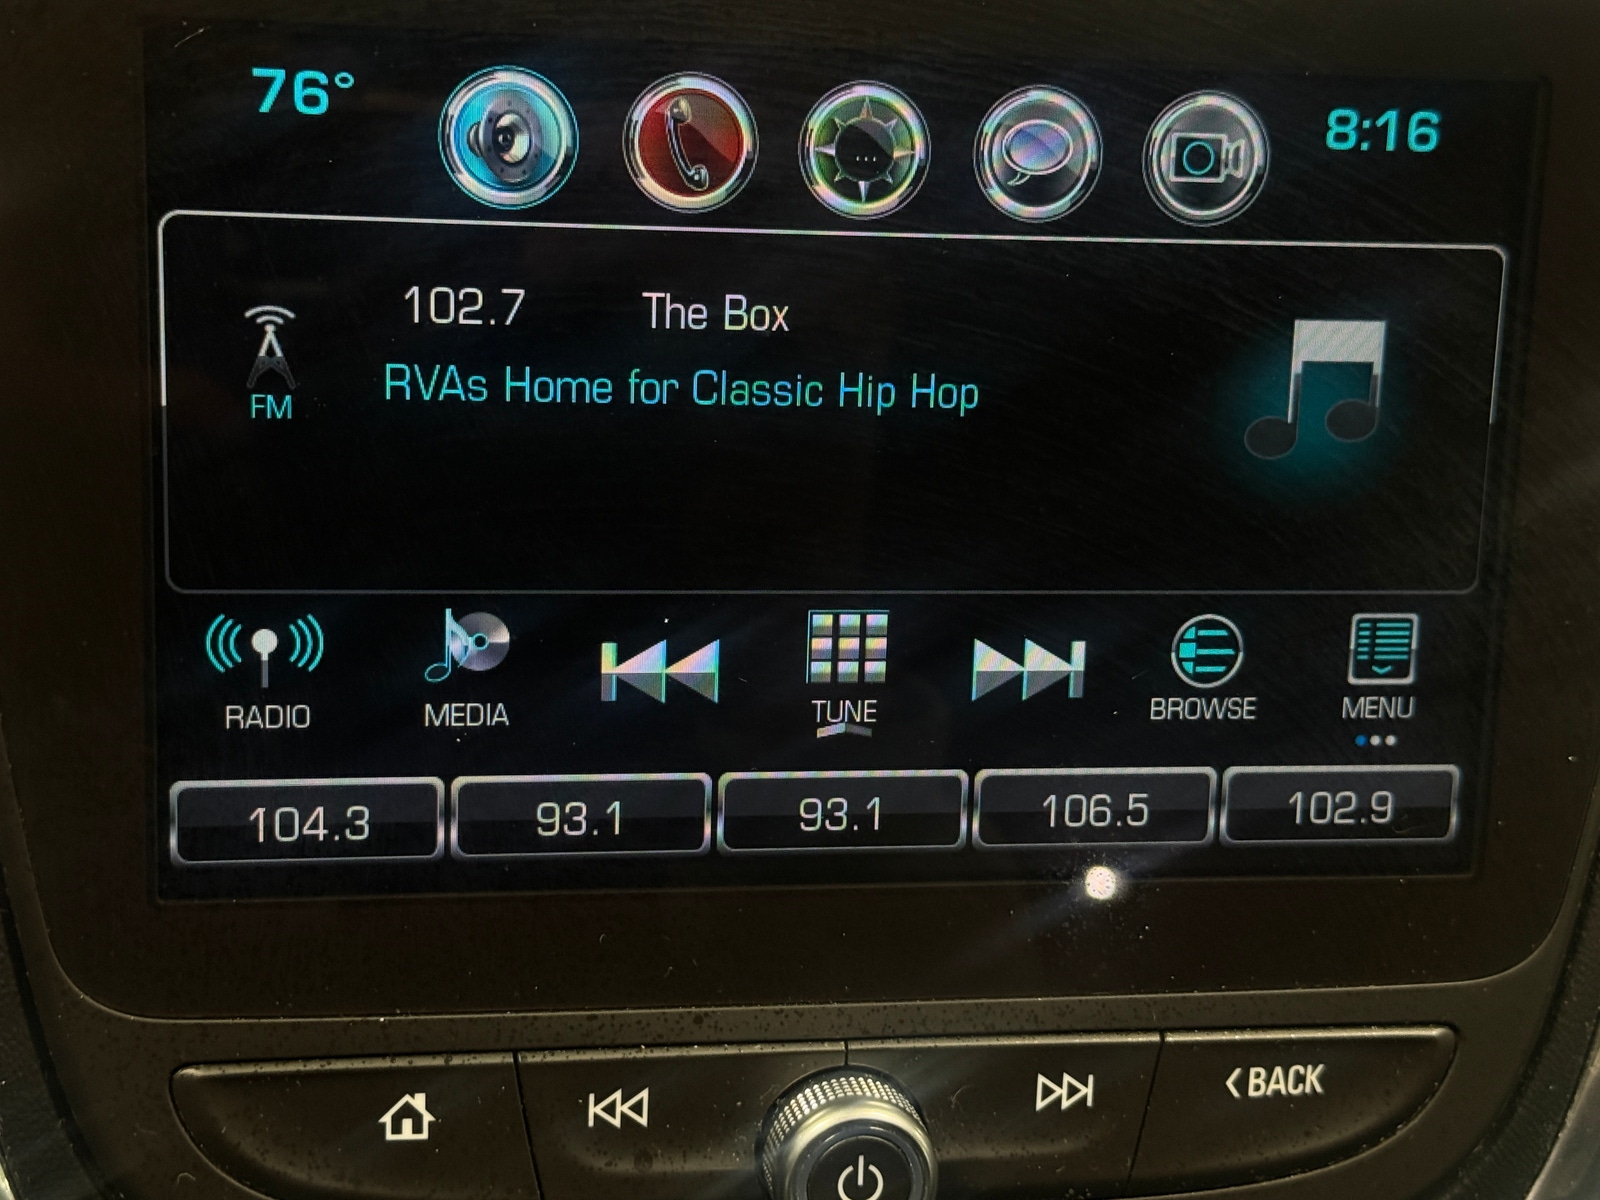 76°
8:16
102.7 The Box
RVAs Home for Classic Hip Hop
FM
RADIO MEDIA TUNE BROWSE MENU
104.3 93.1 93.1 106.5 102.9
BACK